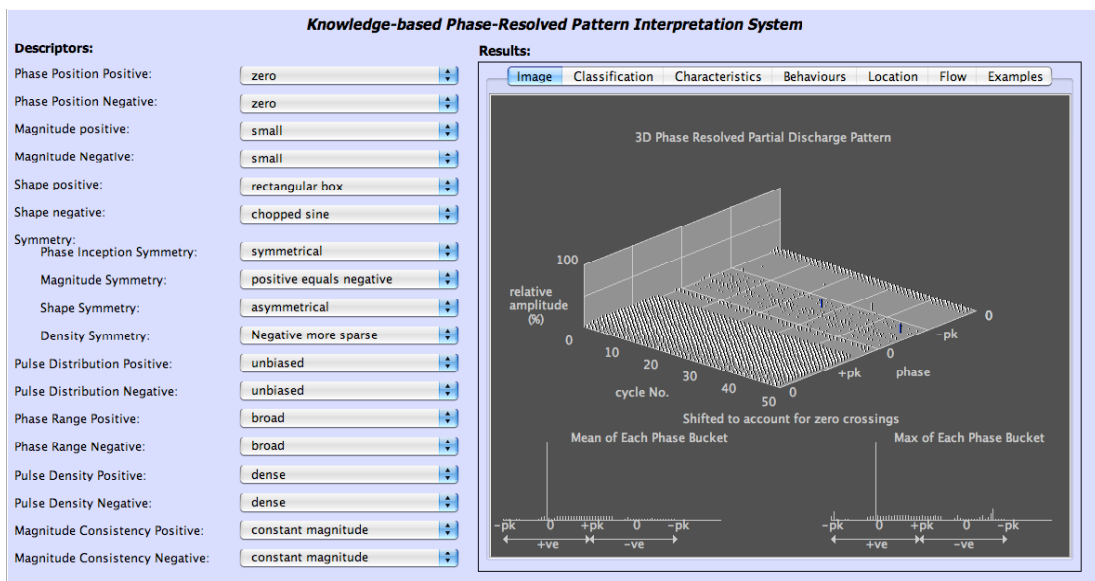 Knowledge-based Phase-Resolved Pattern Interpretation System
Descriptors:
Phase Position Positive: zero
Phase Position Negative: zero
Magnitude positive: small
Magnitude Negative: small
Shape positive: rectangular box
Shape negative: chopped sine
Symmetry:
Phase Inception Symmetry: symmetrical
Magnitude Symmetry: positive equals negative
Shape Symmetry: asymmetrical
Density Symmetry: Negative more sparse
Pulse Distribution Positive: unbiased
Pulse Distribution Negative: unbiased
Phase Range Positive: broad
Phase Range Negative: broad
Pulse Density Positive: dense
Pulse Density Negative: dense
Magnitude Consistency Positive: constant magnitude
Magnitude Consistency Negative: constant magnitude
Results:
Image Classification Characteristics Behaviours Location Flow Examples
3D Phase Resolved Partial Discharge Pattern
100
relative
amplitude
(%)
0
0 10 20 30 40 50
cycle No.
0 +pk 0 -pk 0
phase
Shifted to account for zero crossings
Mean of Each Phase Bucket
-pk 0 +pk 0 -pk
+ve -ve
Max of Each Phase Bucket
-pk 0 +pk 0 -pk
+ve -ve